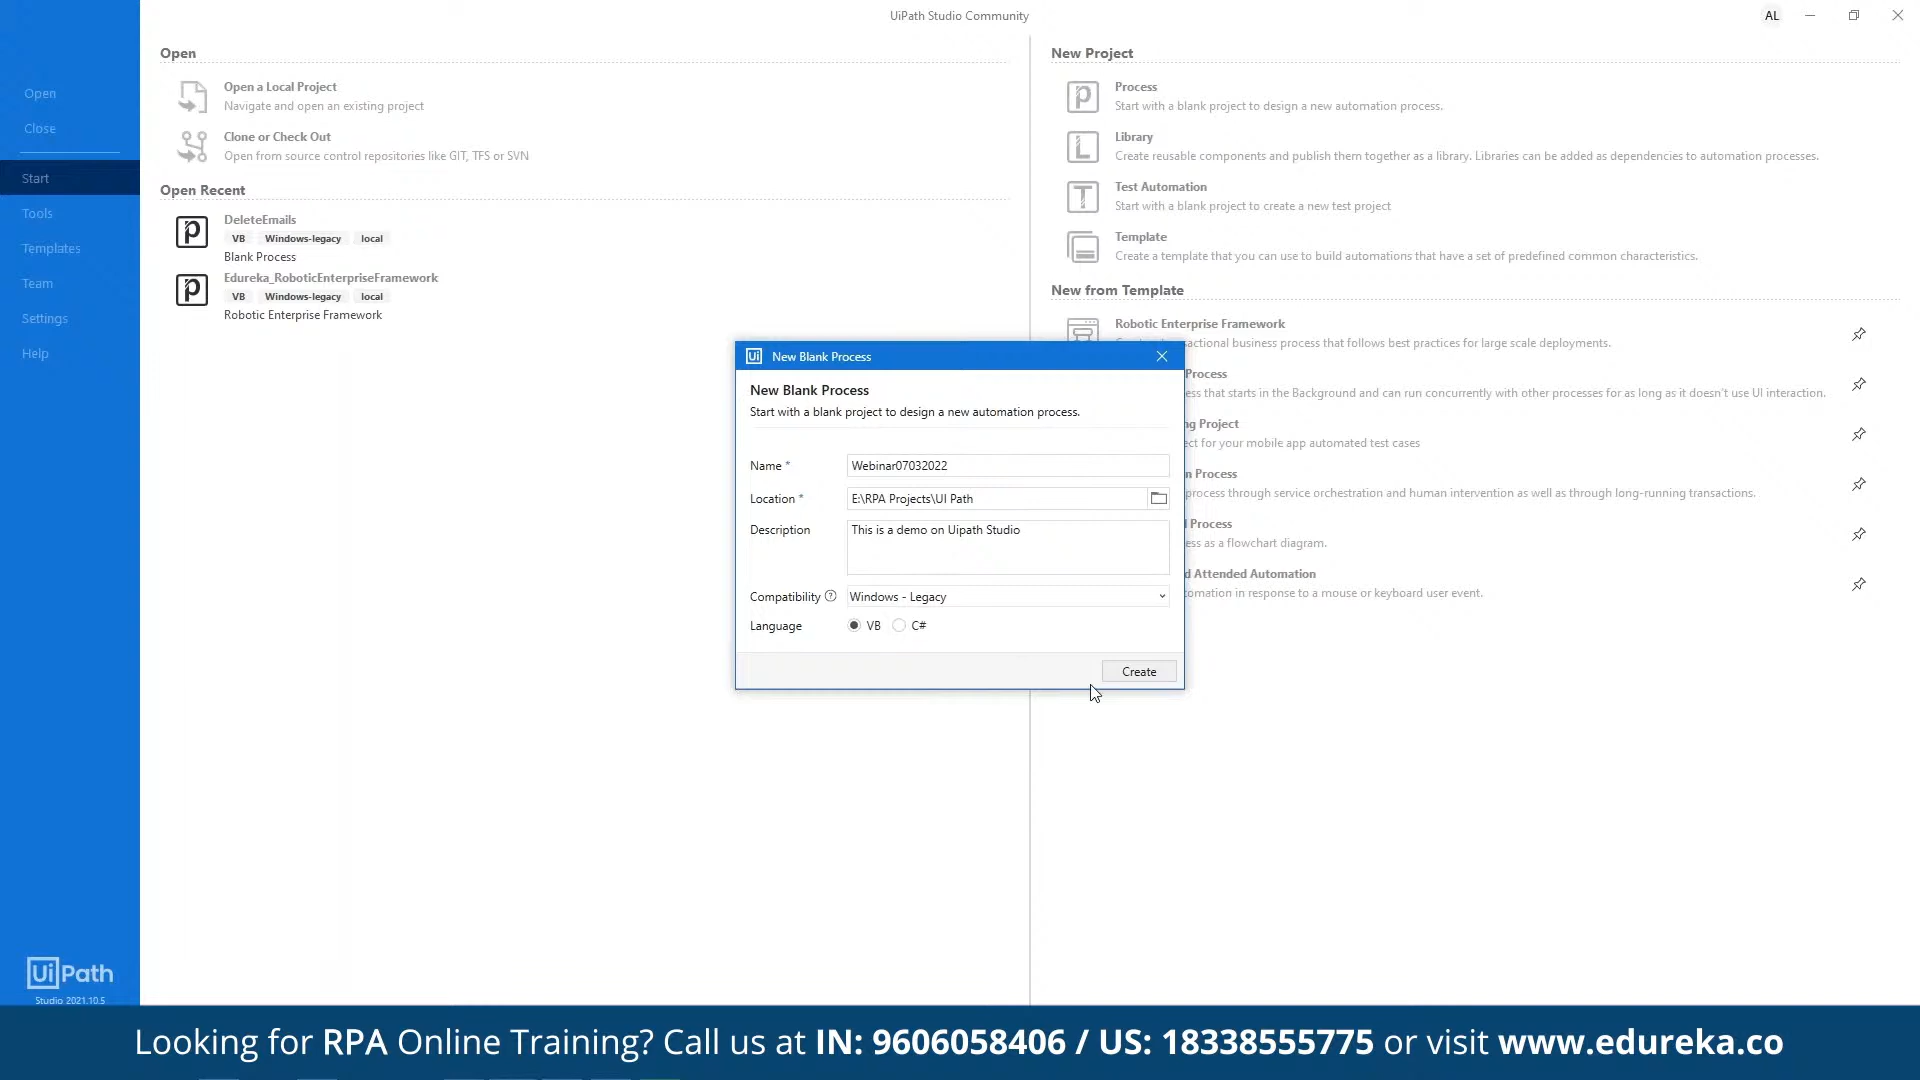 UiPath Studio Community
AL
Open
Close
Start
Tools
Templates
Team
Settings
Help
UiPath
Studio 2021.10.5
Open
Open a Local Project
Navigate and open an existing project
Clone or Check Out
Open from source control repositories like GIT, TFS or SVN
Open Recent
DeleteEmails
VB Windows-legacy local
Blank Process
Edureka_RoboticEnterpriseFramework
VB Windows-legacy local
Robotic Enterprise Framework
New Project
Process
Start with a blank project to design a new automation process.
Library
Create reusable components and publish them together as a library. Libraries can be added as dependencies to automation processes.
Test Automation
Start with a blank project to create a new test project
Template
Create a template that you can use to build automations that have a set of predefined common characteristics.
New from Template
Robotic Enterprise Framework
actional business process that follows best practices for large scale deployments.
Process
ess that starts in the Background and can run concurrently with other processes for as long as it doesn't use UI interaction.
ng Project
ect for your mobile app automated test cases
n Process
process through service orchestration and human intervention as well as through long-running transactions.
Process
ess as a flowchart diagram.
d Attended Automation
tomation in response to a mouse or keyboard user event.
Ui New Blank Process
New Blank Process
Start with a blank project to design a new automation process.
Name * Webinar07032022
Location * E:\RPA Projects\UI Path
Description This is a demo on Uipath Studio
Compatibility ? Windows - Legacy
Language VB C#
Create
Looking for RPA Online Training? Call us at IN: 9606058406 / US: 18338555775 or visit www.edureka.co